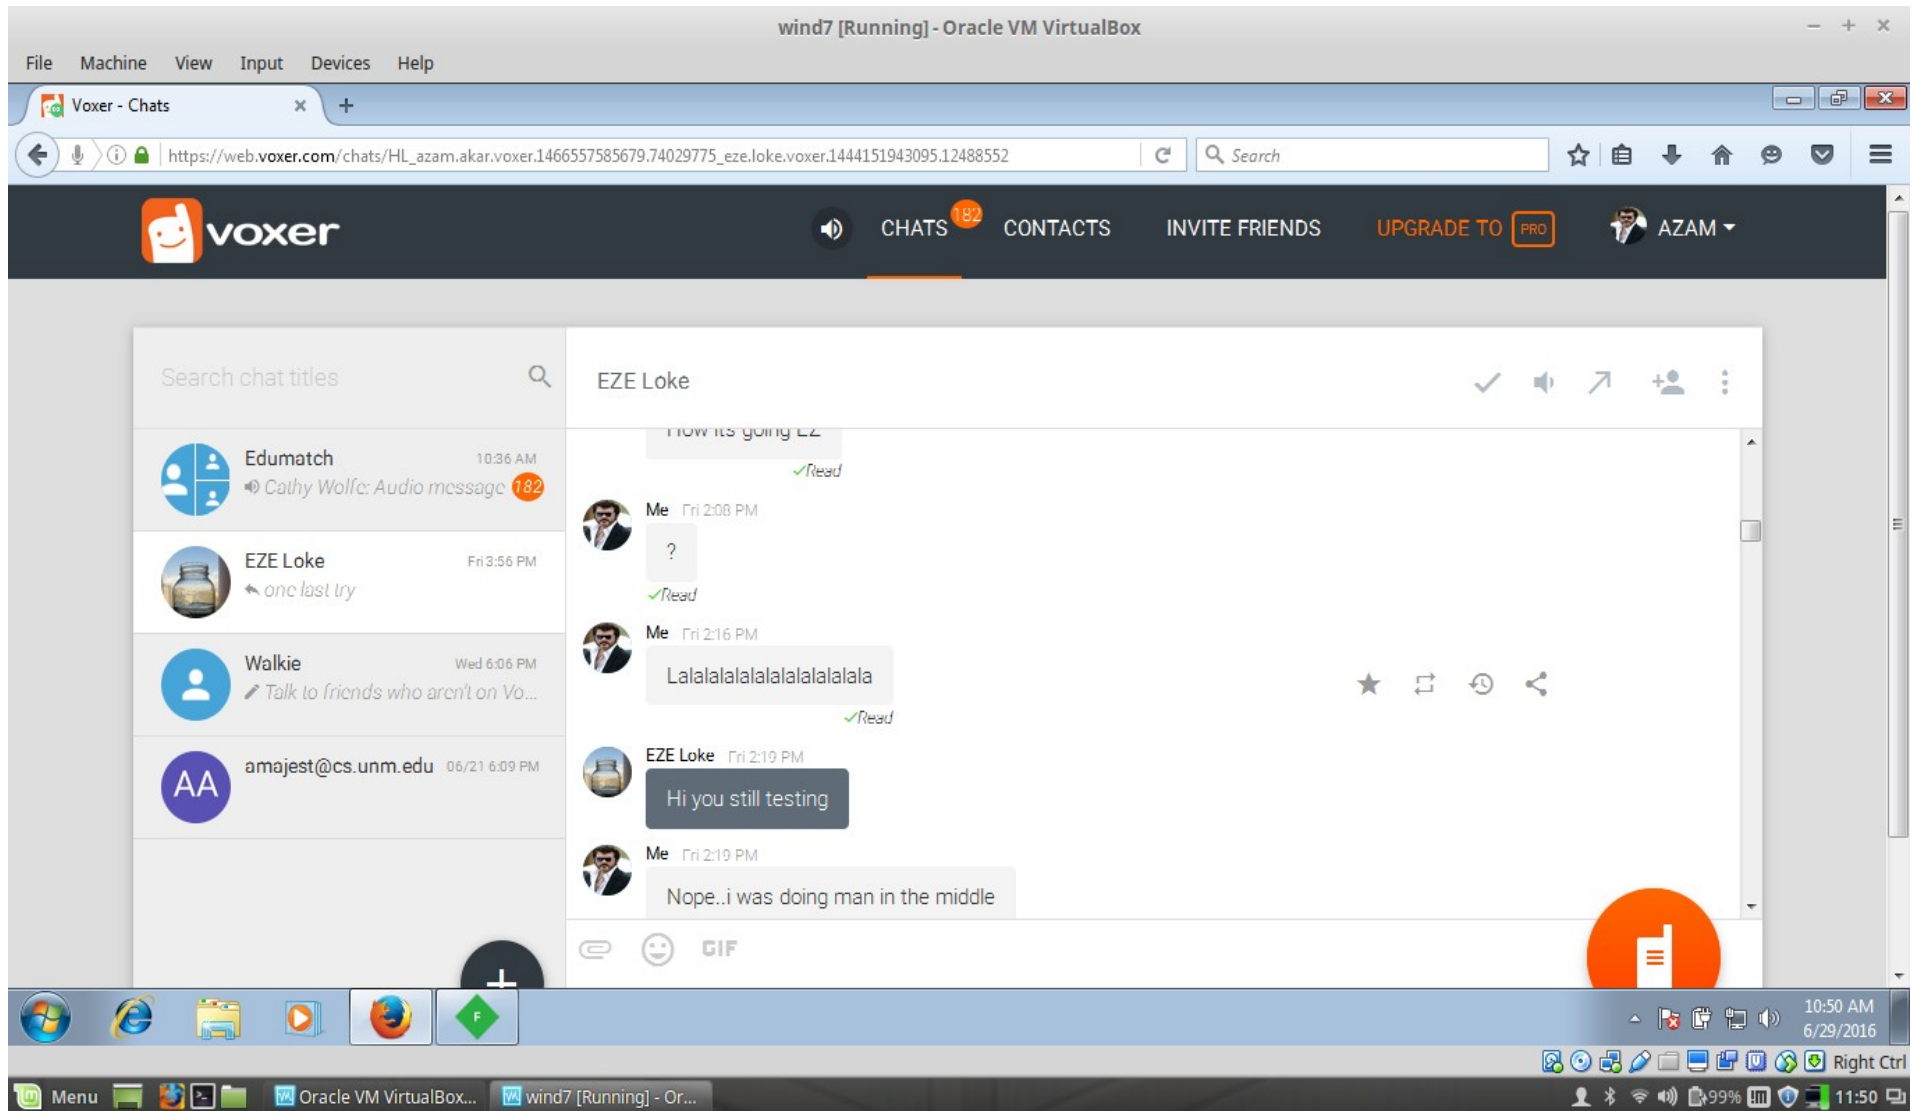 wind7 [Running] - Oracle VM VirtualBox
File Machine View Input Devices Help
Voxer - Chats
https://web.voxer.com/chats/HL_azam.akar.voxer.1466557585679.74029775_eze.loke.voxer.1444151943095.12488552
Search
voxer
CHATS 182 CONTACTS INVITE FRIENDS UPGRADE TO PRO AZAM
Search chat titles
EZE Loke
Edumatch 10:36 AM
Cathy Wolfe: Audio message 182
EZE Loke Fri 3:56 PM
one last try
Walkie Wed 6:06 PM
Talk to friends who aren't on Vo...
AA
amajest@cs.unm.edu 06/21 6:09 PM
How its going EZ
Read
Me Fri 2:08 PM
?
Read
Me Fri 2:16 PM
Lalalalalalalalalalalala
Read
EZE Loke Fri 2:19 PM
Hi you still testing
Me Fri 2:19 PM
Nope..i was doing man in the middle
GIF
F
10:50 AM
6/29/2016
Right Ctrl
Menu
Oracle VM VirtualBox...
wind7 [Running] - Or...
99%
11:50